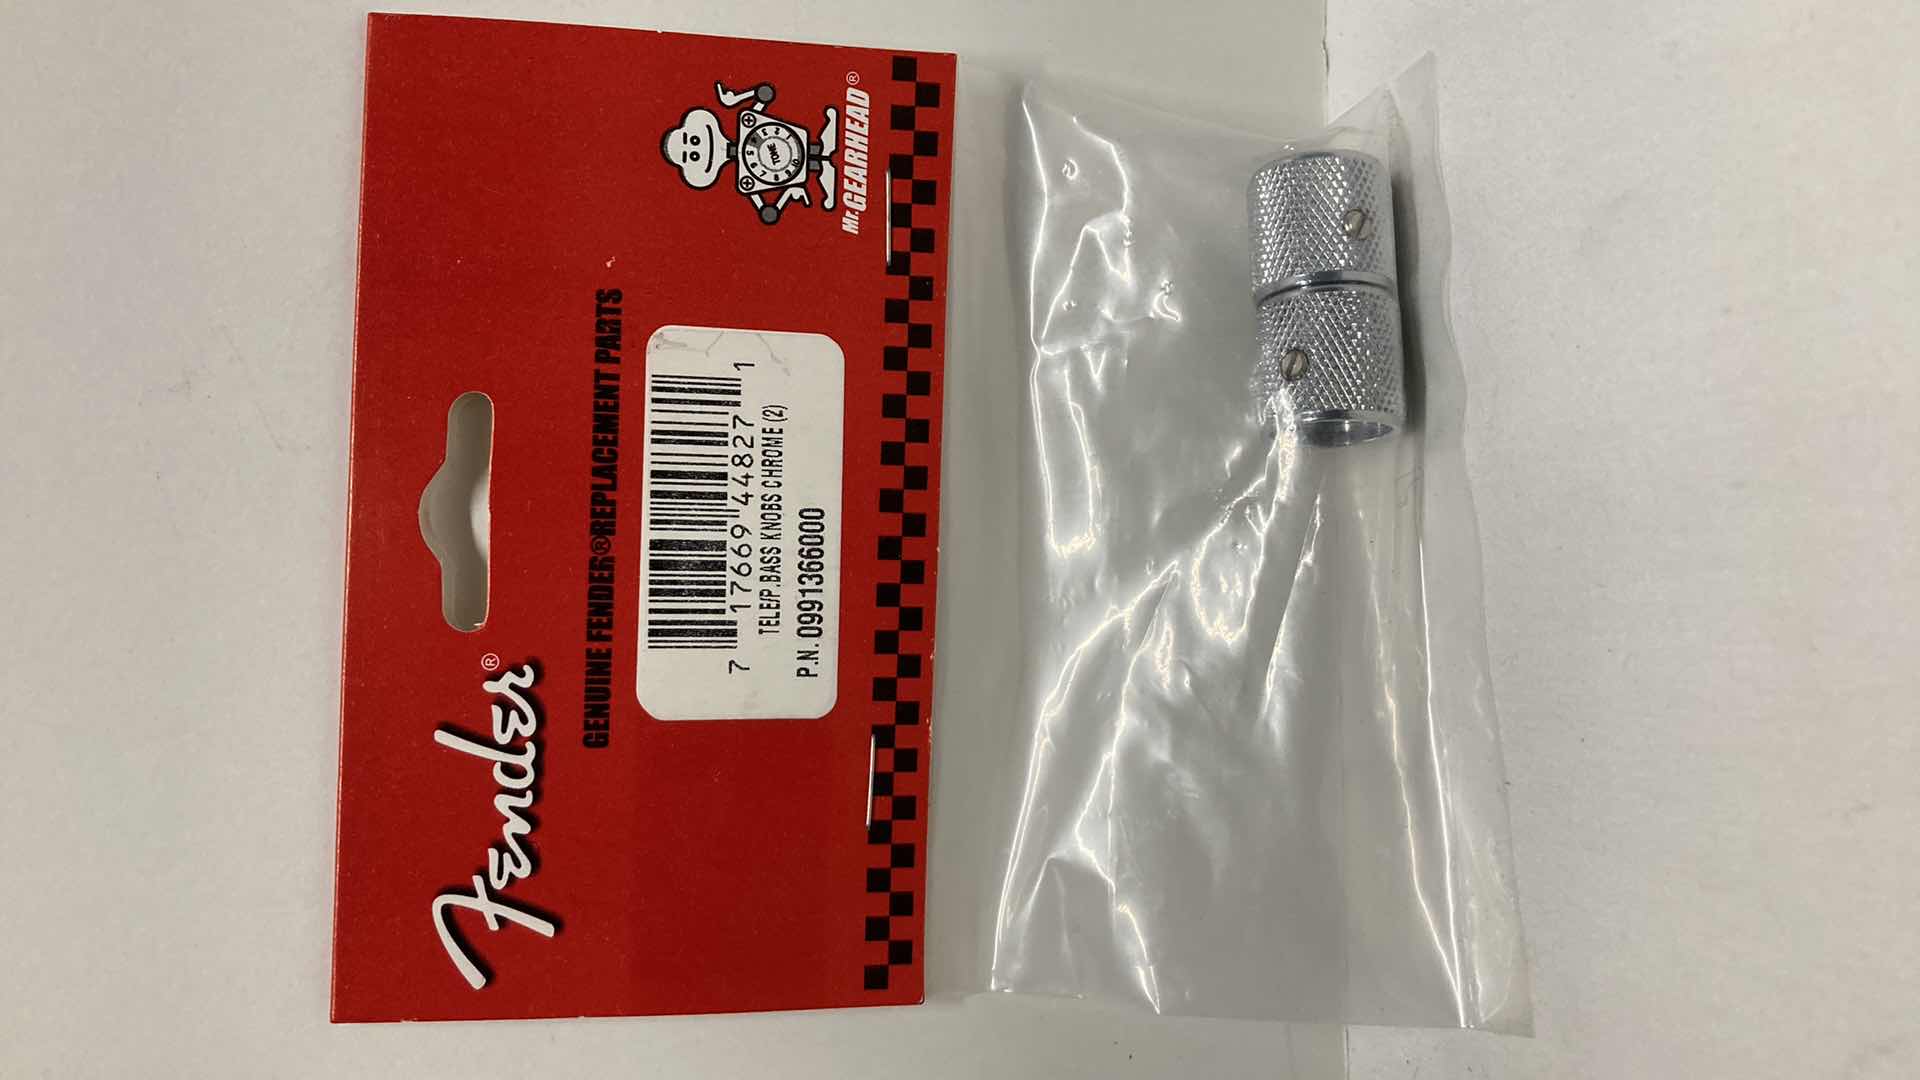 Fender®
GENUINE FENDER®REPLACEMENT PARTS
7 17669 44827 1
TELE/P.BASS KNOBS CHROME (2)
P.N. 0991366000
TONE
Mr. GEARHEAD®